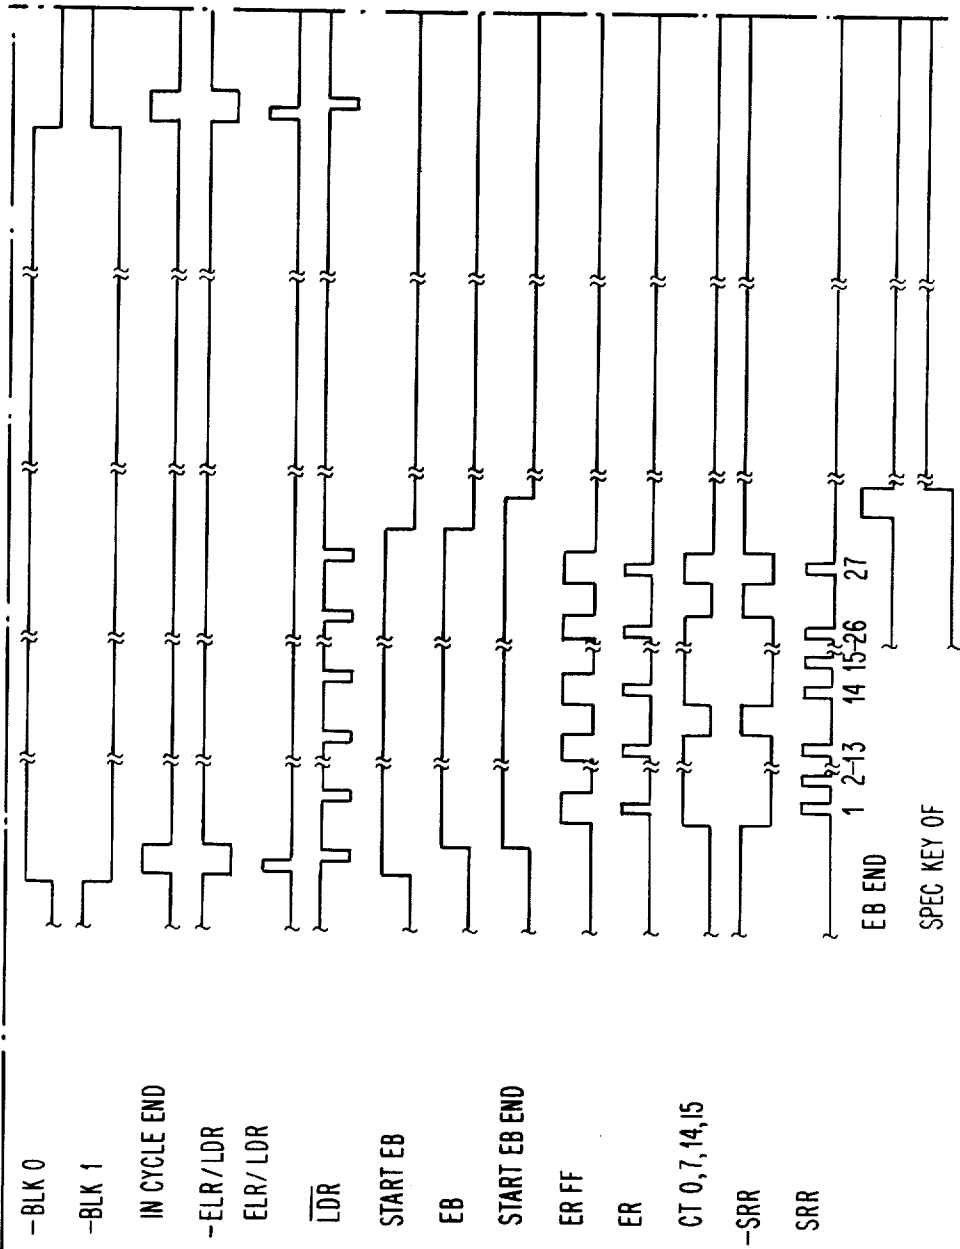 -BLK 0
-BLK 1
IN CYCLE END
-ELR/LDR
ELR/LDR
LDR
START EB
EB
START EB END
ER FF
ER
CT 0,7,14,15
-SRR
SRR
1 2-13 14 15-26 27
EB END
SPEC KEY OF